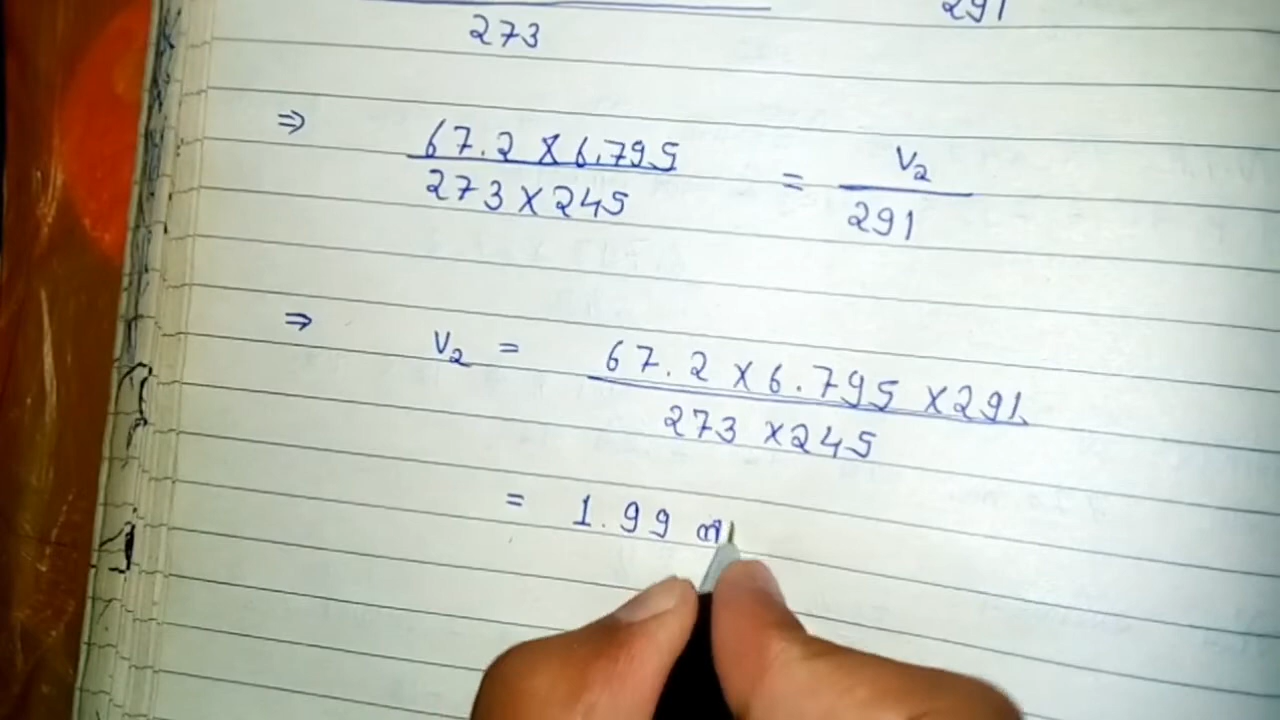 273 291
⇒ 67.2 × 6.795 / 273 × 245 = V₂ / 291
⇒ V₂ = 67.2 × 6.795 × 291 / 273 × 245
= 1.99